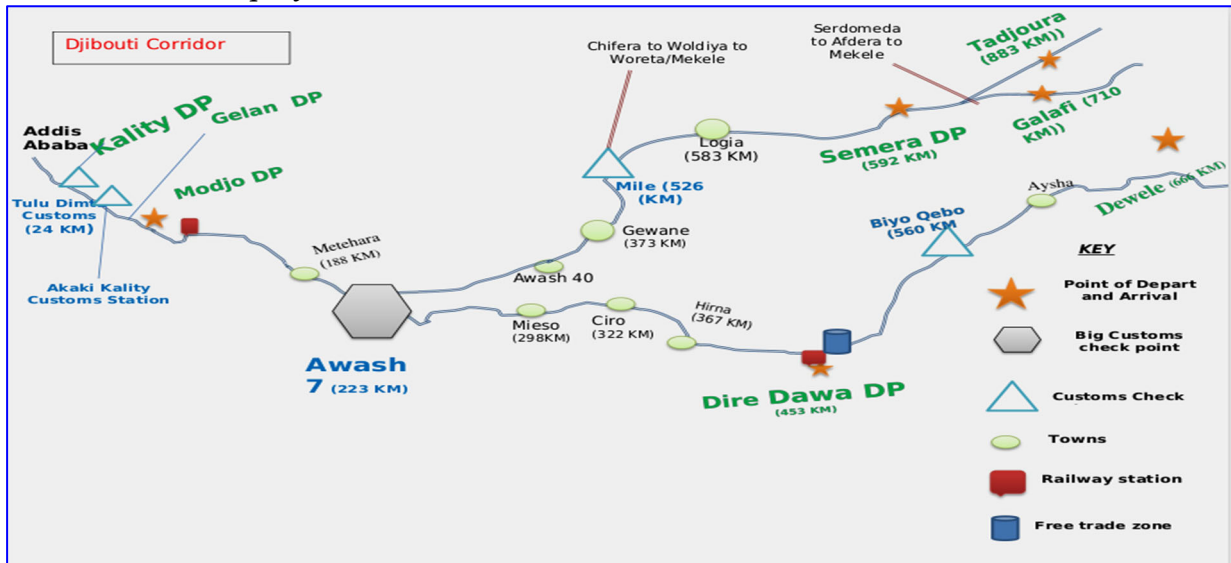 Djibouti Corridor
Chifera to Woldiya to
Woreta/Mekele
Serdomeda
to Afdera to
Mekele
Tadjoura
(883 KM))
Galafi (710
KM))
Addis
Ababa
Kality DP
Gelan DP
Modjo DP
Tulu Dimt
Customs
(24 KM)
Akaki Kality
Customs Station
Metehara
(188 KM)
Awash
7 (223 KM)
Awash 40
Gewane
(373 KM)
Mile (526
(KM)
Logia
(583 KM)
Semera DP
(592 KM)
Mieso
(298KM)
Ciro
(322 KM)
Hirna
(367 KM)
Dire Dawa DP
(453 KM)
Biyo Qebo
(560 KM
Aysha
Dewele (666 KM)
KEY
Point of Depart
and Arrival
Big Customs
check point
Customs Check
Towns
Railway station
Free trade zone